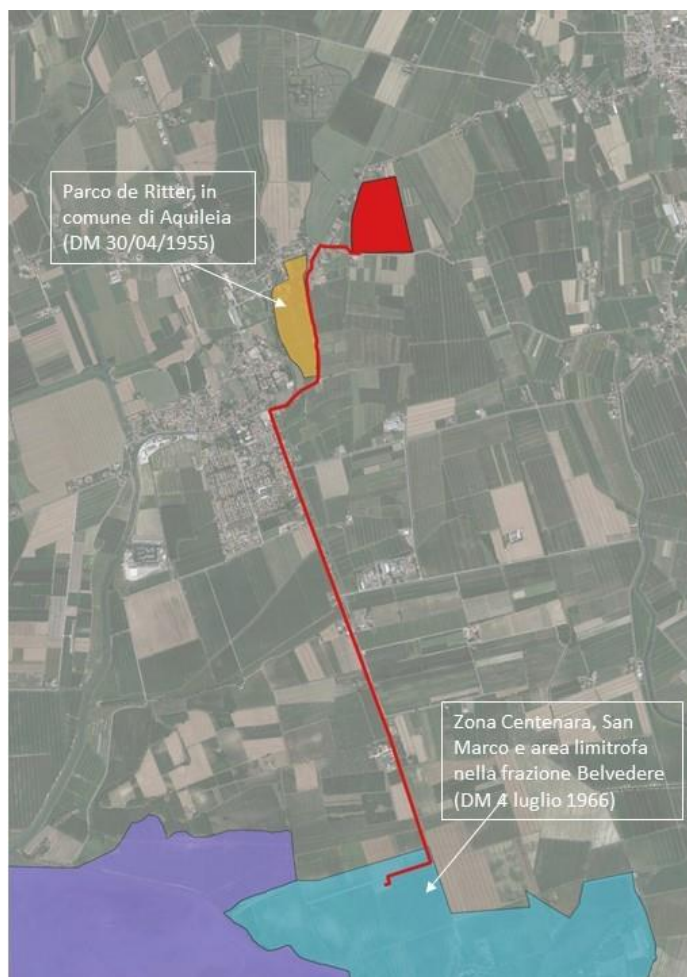 Parco de Ritter, in
comune di Aquileia
(DM 30/04/1955)
Zona Centenara, San
Marco e area limitrofa
nella frazione Belvedere
(DM 4 luglio 1966)